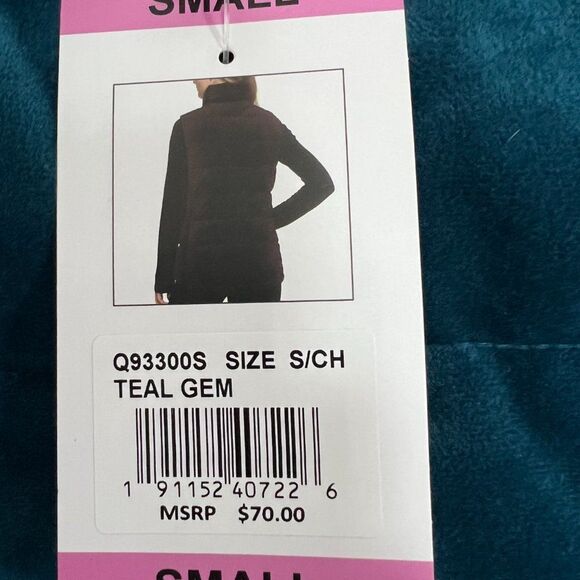 SMALL
Q93300S SIZE S/CH
TEAL GEM
1 91152 40722 6
MSRP $70.00
SMALL